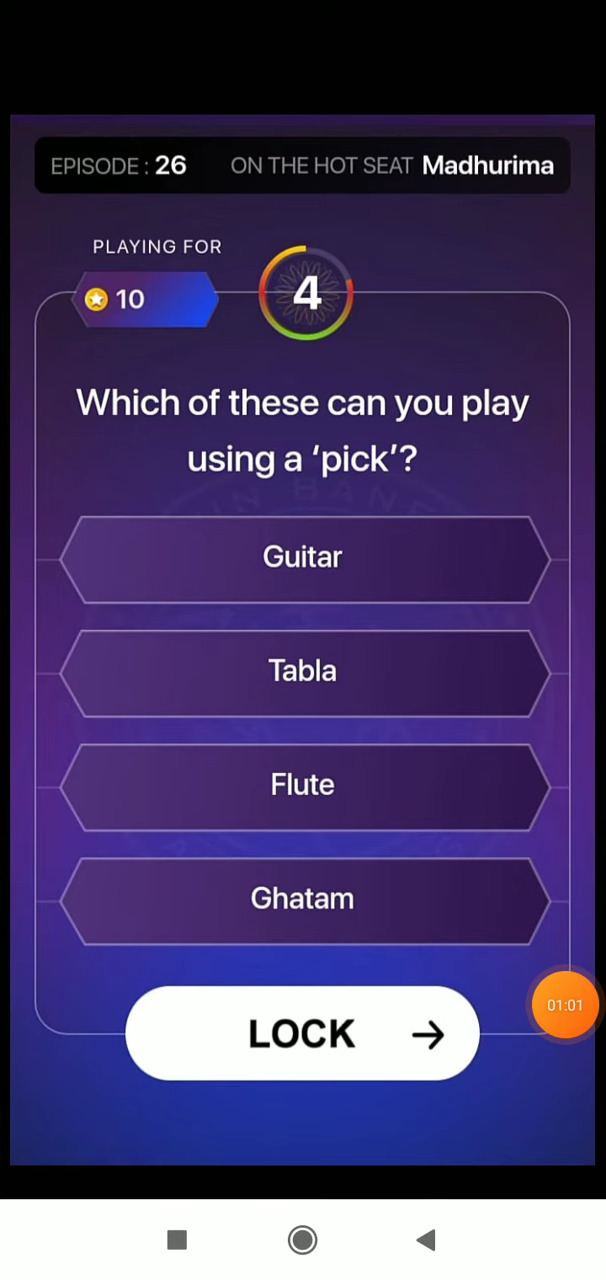 EPISODE : 26 ON THE HOT SEAT Madhurima
PLAYING FOR
10
4
Which of these can you play
using a ‘pick’?
Guitar
Tabla
Flute
Ghatam
LOCK
01:01